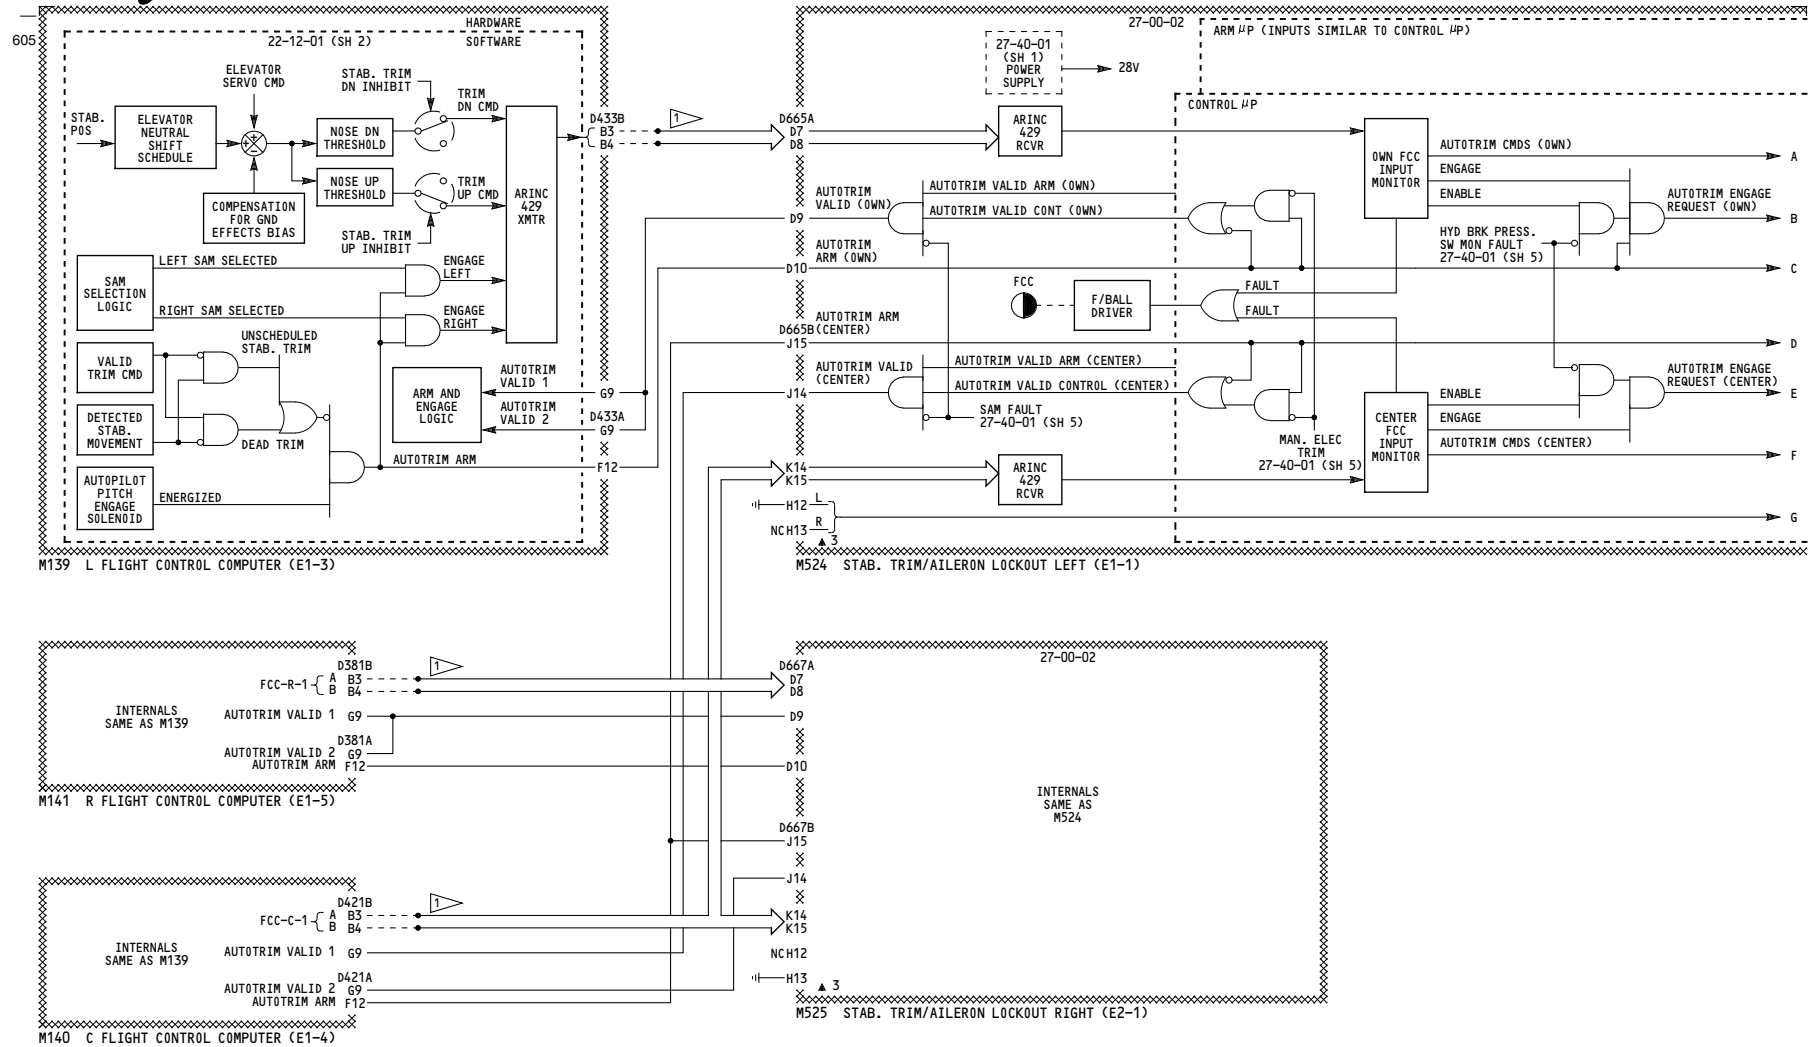 605
HARDWARE
SOFTWARE
22-12-01 (SH 2)
ELEVATOR
SERVO CMD
STAB. TRIM
DN INHIBIT
TRIM
DN CMD
STAB.
POS
ELEVATOR
NEUTRAL
SHIFT
SCHEDULE
+
+
-
NOSE DN
THRESHOLD
NOSE UP
THRESHOLD
TRIM
UP CMD
ARINC
429
XMTR
COMPENSATION
FOR GND
EFFECTS BIAS
STAB. TRIM
UP INHIBIT
SAM
SELECTION
LOGIC
LEFT SAM SELECTED
RIGHT SAM SELECTED
ENGAGE
LEFT
ENGAGE
RIGHT
UNSCHEDULED
STAB. TRIM
VALID
TRIM CMD
DETECTED
STAB.
MOVEMENT
DEAD TRIM
ARM AND
ENGAGE
LOGIC
AUTOTRIM
VALID 1
AUTOTRIM
VALID 2
AUTOTRIM ARM
AUTOPILOT
PITCH
ENGAGE
SOLENOID
ENERGIZED
D433B
B3
B4
G9
D433A
G9
F12
1
M139 L FLIGHT CONTROL COMPUTER (E1-3)
27-00-02
ARM μP (INPUTS SIMILAR TO CONTROL μP)
27-40-01
(SH 1)
POWER
SUPPLY
28V
CONTROL μP
D665A
D7
D8
ARINC
429
RCVR
OWN FCC
INPUT
MONITOR
AUTOTRIM CMDS (OWN)
A
ENGAGE
ENABLE
AUTOTRIM ENGAGE
REQUEST (OWN)
B
AUTOTRIM
VALID (OWN)
AUTOTRIM VALID ARM (OWN)
AUTOTRIM VALID CONT (OWN)
D9
HYD BRK PRESS.
SW MON FAULT
27-40-01 (SH 5)
AUTOTRIM
ARM (OWN)
D10
C
FCC
F/BALL
DRIVER
FAULT
FAULT
AUTOTRIM ARM
(CENTER)
D665B
J15
D
AUTOTRIM VALID
(CENTER)
AUTOTRIM VALID ARM (CENTER)
AUTOTRIM VALID CONTROL (CENTER)
J14
AUTOTRIM ENGAGE
REQUEST (CENTER)
E
SAM FAULT
27-40-01 (SH 5)
MAN. ELEC
TRIM
27-40-01 (SH 5)
CENTER
FCC
INPUT
MONITOR
ENABLE
ENGAGE
AUTOTRIM CMDS (CENTER)
F
K14
K15
ARINC
429
RCVR
H12
L
NC H13
R
3
G
M524 STAB. TRIM/AILERON LOCKOUT LEFT (E1-1)
D381B
FCC-R-1
A B3
B B4
1
INTERNALS
SAME AS M139
AUTOTRIM VALID 1 G9
D381A
AUTOTRIM VALID 2 G9
AUTOTRIM ARM F12
M141 R FLIGHT CONTROL COMPUTER (E1-5)
27-00-02
D667A
D7
D8
D9
D10
INTERNALS
SAME AS
M524
D667B
J15
J14
K14
K15
NC H12
H13
3
M525 STAB. TRIM/AILERON LOCKOUT RIGHT (E2-1)
D421B
FCC-C-1
A B3
B B4
1
INTERNALS
SAME AS M139
AUTOTRIM VALID 1 G9
D421A
AUTOTRIM VALID 2 G9
AUTOTRIM ARM F12
M140 C FLIGHT CONTROL COMPUTER (E1-4)